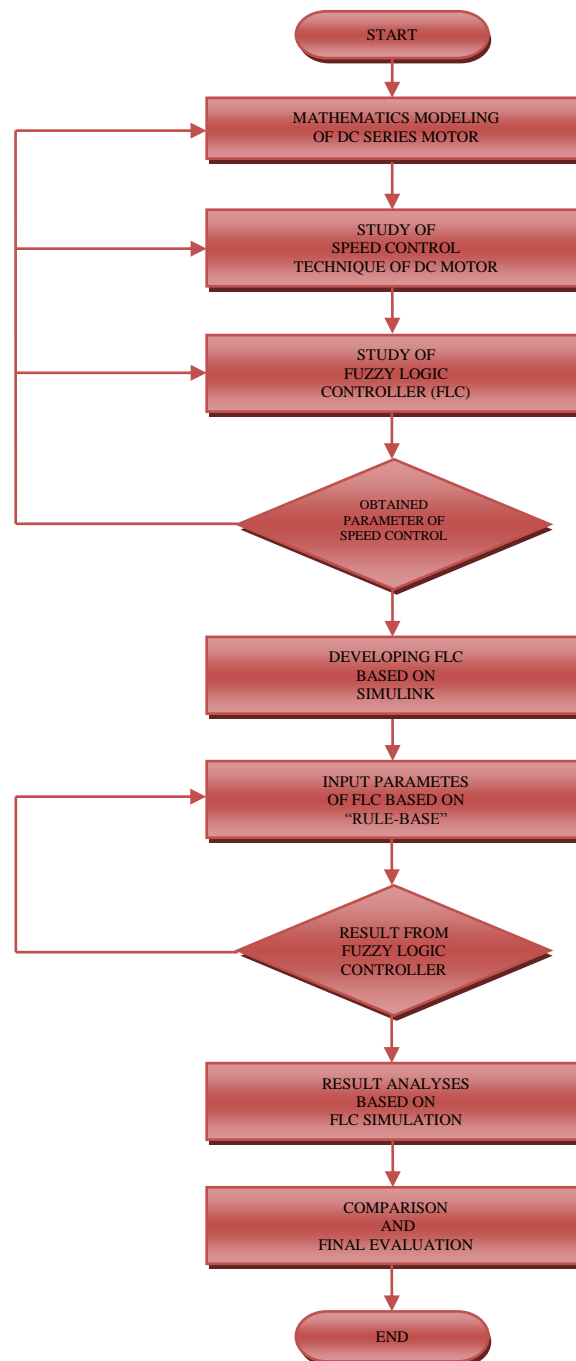 START
MATHEMATICS MODELING
OF DC SERIES MOTOR
STUDY OF
SPEED CONTROL
TECHNIQUE OF DC MOTOR
STUDY OF
FUZZY LOGIC
CONTROLLER (FLC)
OBTAINED
PARAMETER OF
SPEED CONTROL
DEVELOPING FLC
BASED ON
SIMULINK
INPUT PARAMETES
OF FLC BASED ON
“RULE-BASE”
RESULT FROM
FUZZY LOGIC
CONTROLLER
RESULT ANALYSES
BASED ON
FLC SIMULATION
COMPARISON
AND
FINAL EVALUATION
END